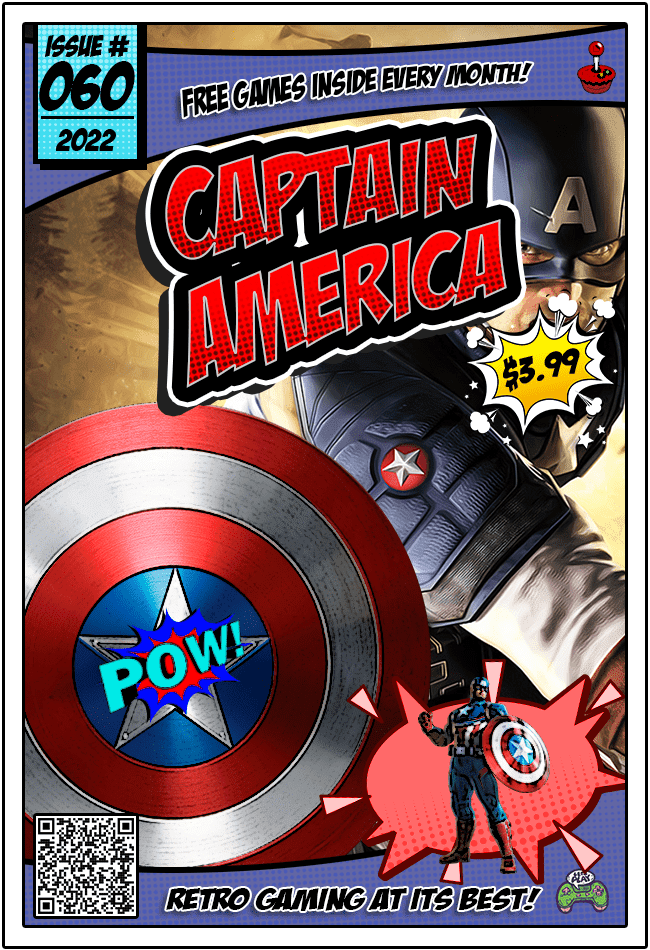 ISSUE #
060
2022
FREE GAMES INSIDE EVERY MONTH!
CAPTAIN
AMERICA
A
$3.99
POW!
RETRO GAMING AT ITS BEST!